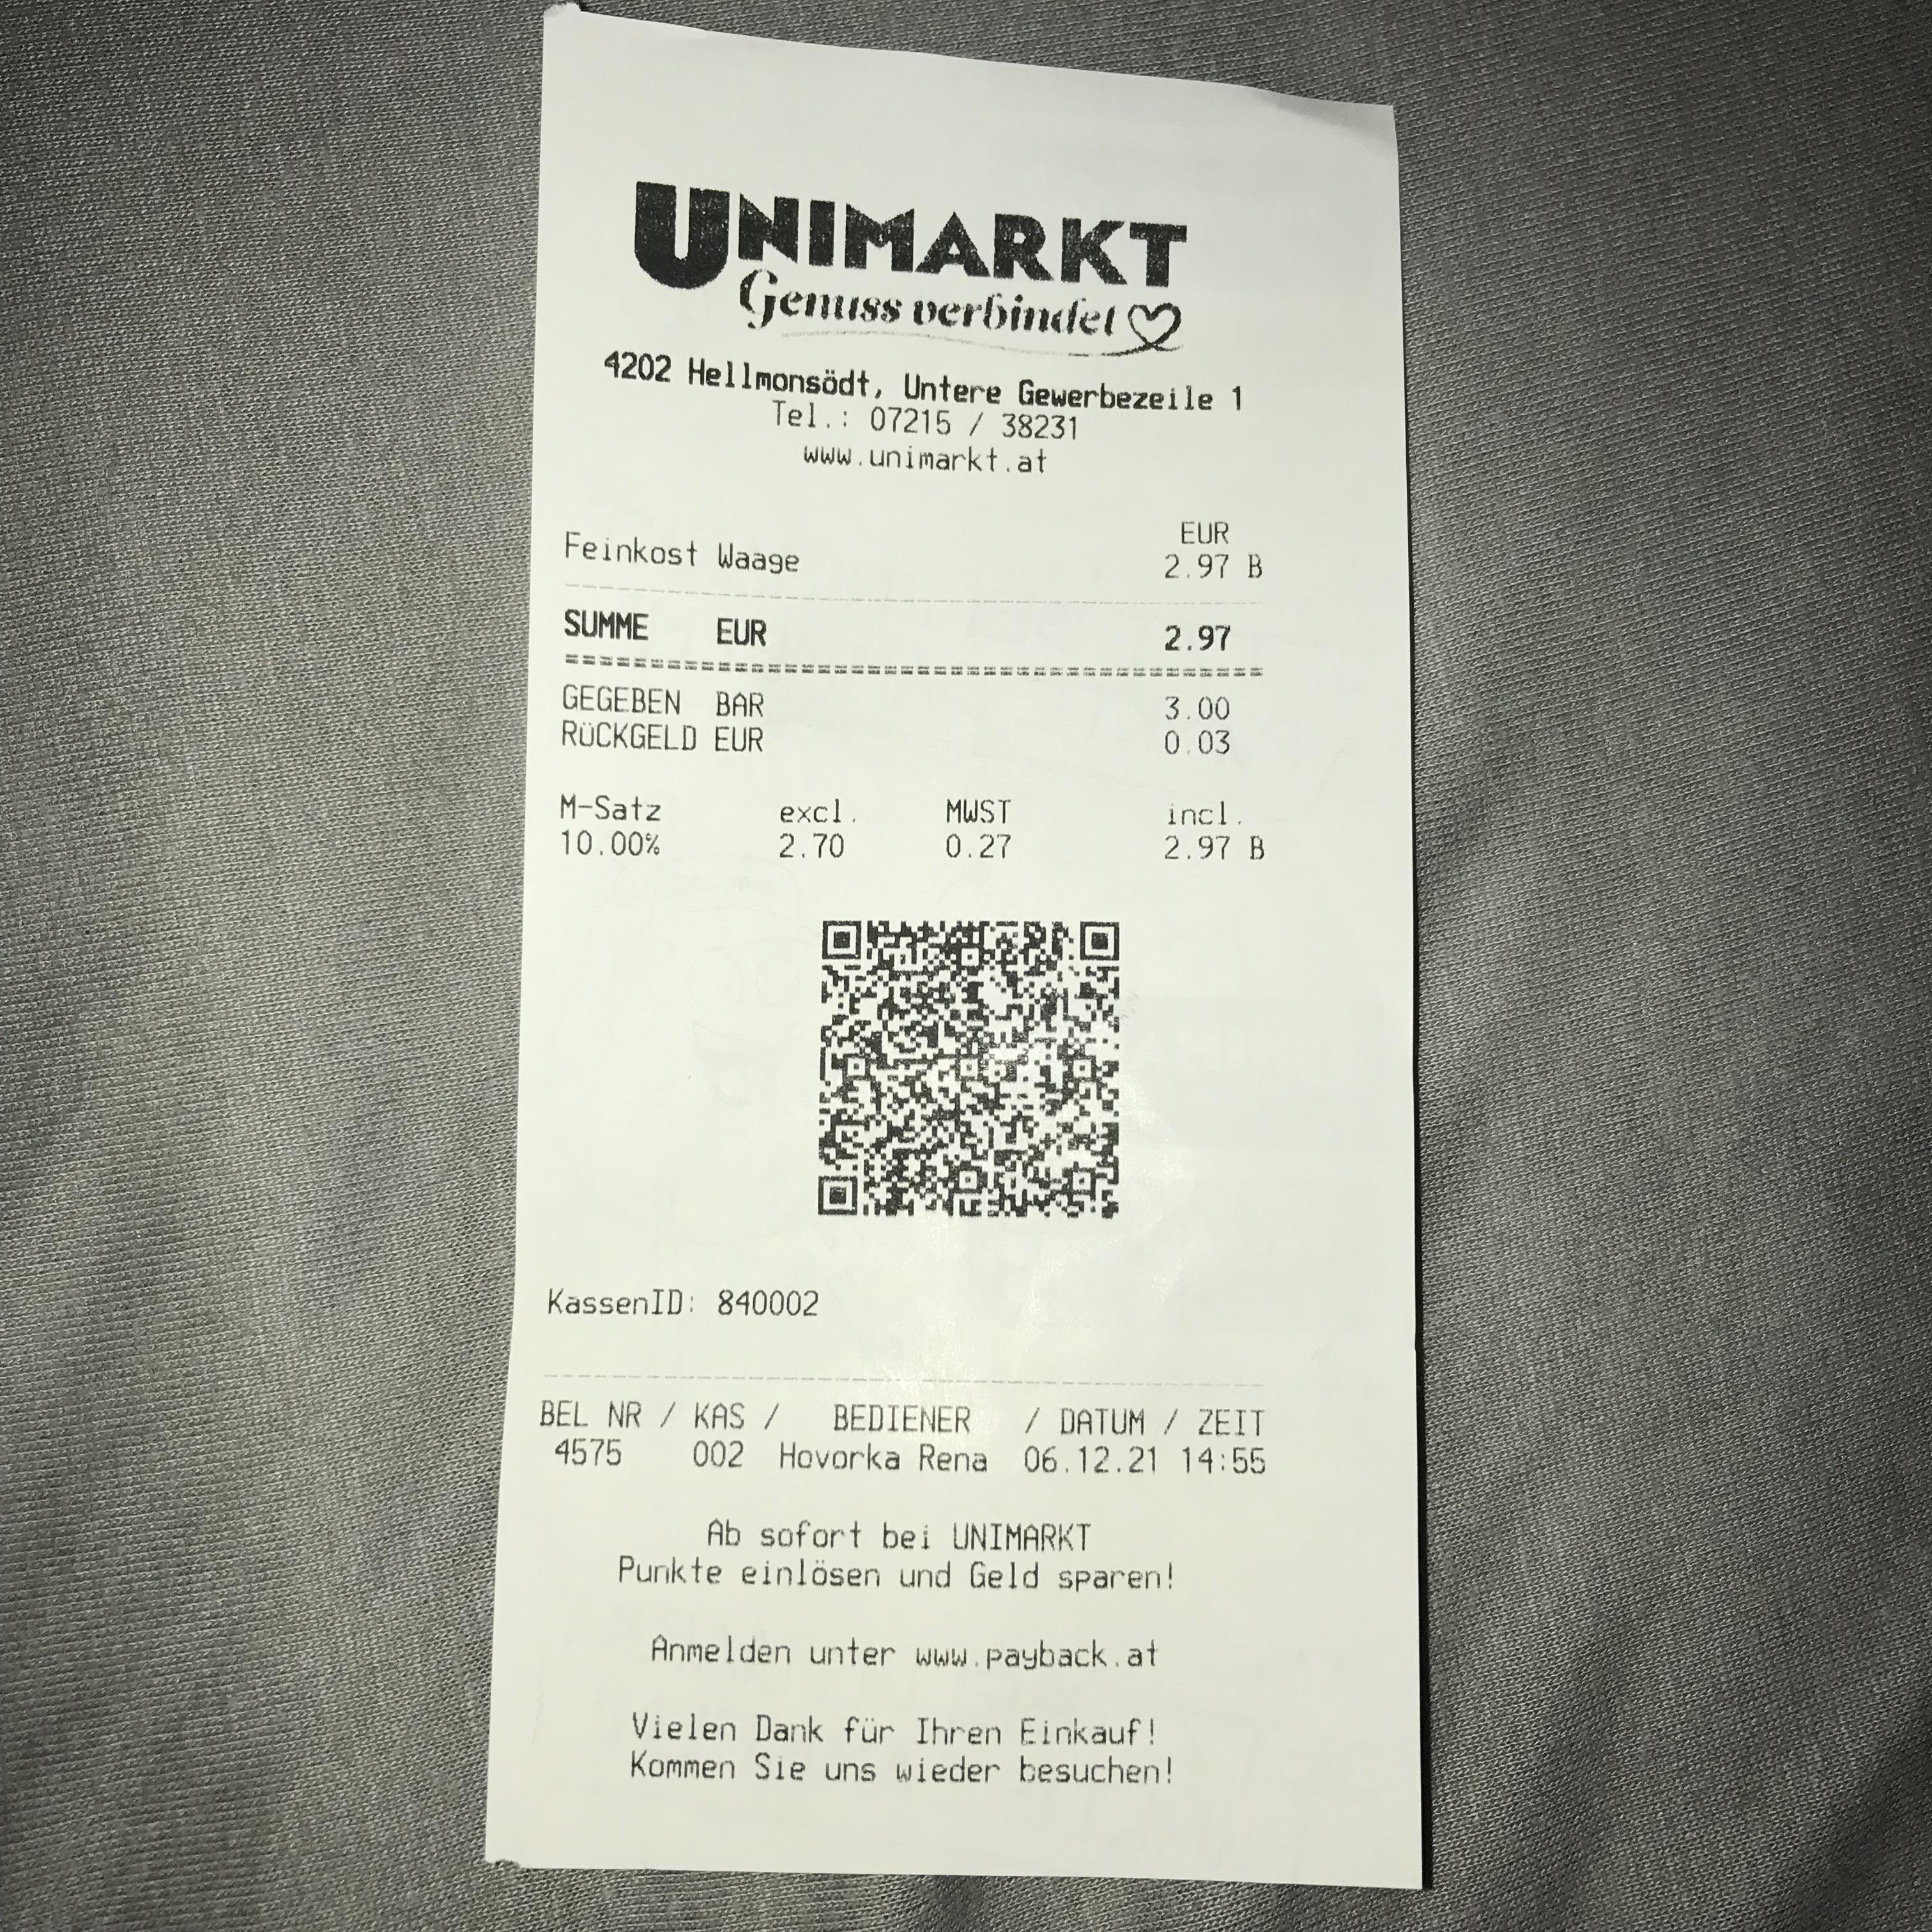 UNIMARKT
Genuss verbindet
4202 Hellmonsödt, Untere Gewerbezeile 1
Tel.: 07215 / 38231
www.unimarkt.at
EUR
Feinkost Waage 2.97 B
SUMME EUR 2.97
GEGEBEN BAR 3.00
RÜCKGELD EUR 0.03
M-Satz excl. MWST incl.
10.00% 2.70 0.27 2.97 B
KassenID: 840002
BEL NR / KAS / BEDIENER / DATUM / ZEIT
4575 002 Hovorka Rena 06.12.21 14:55
Ab sofort bei UNIMARKT
Punkte einlösen und Geld sparen!
Anmelden unter www.payback.at
Vielen Dank für Ihren Einkauf!
Kommen Sie uns wieder besuchen!